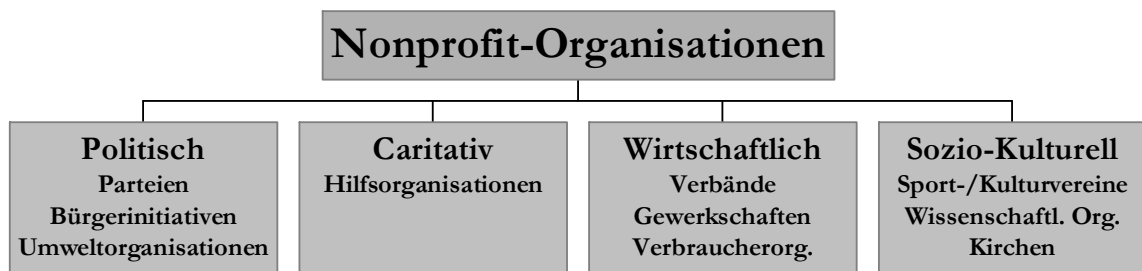 Nonprofit-Organisationen
Politisch
Parteien
Bürgerinitiativen
Umweltorganisationen
Caritativ
Hilfsorganisationen
Wirtschaftlich
Verbände
Gewerkschaften
Verbraucherorg.
Sozio-Kulturell
Sport-/Kulturvereine
Wissenschaftl. Org.
Kirchen